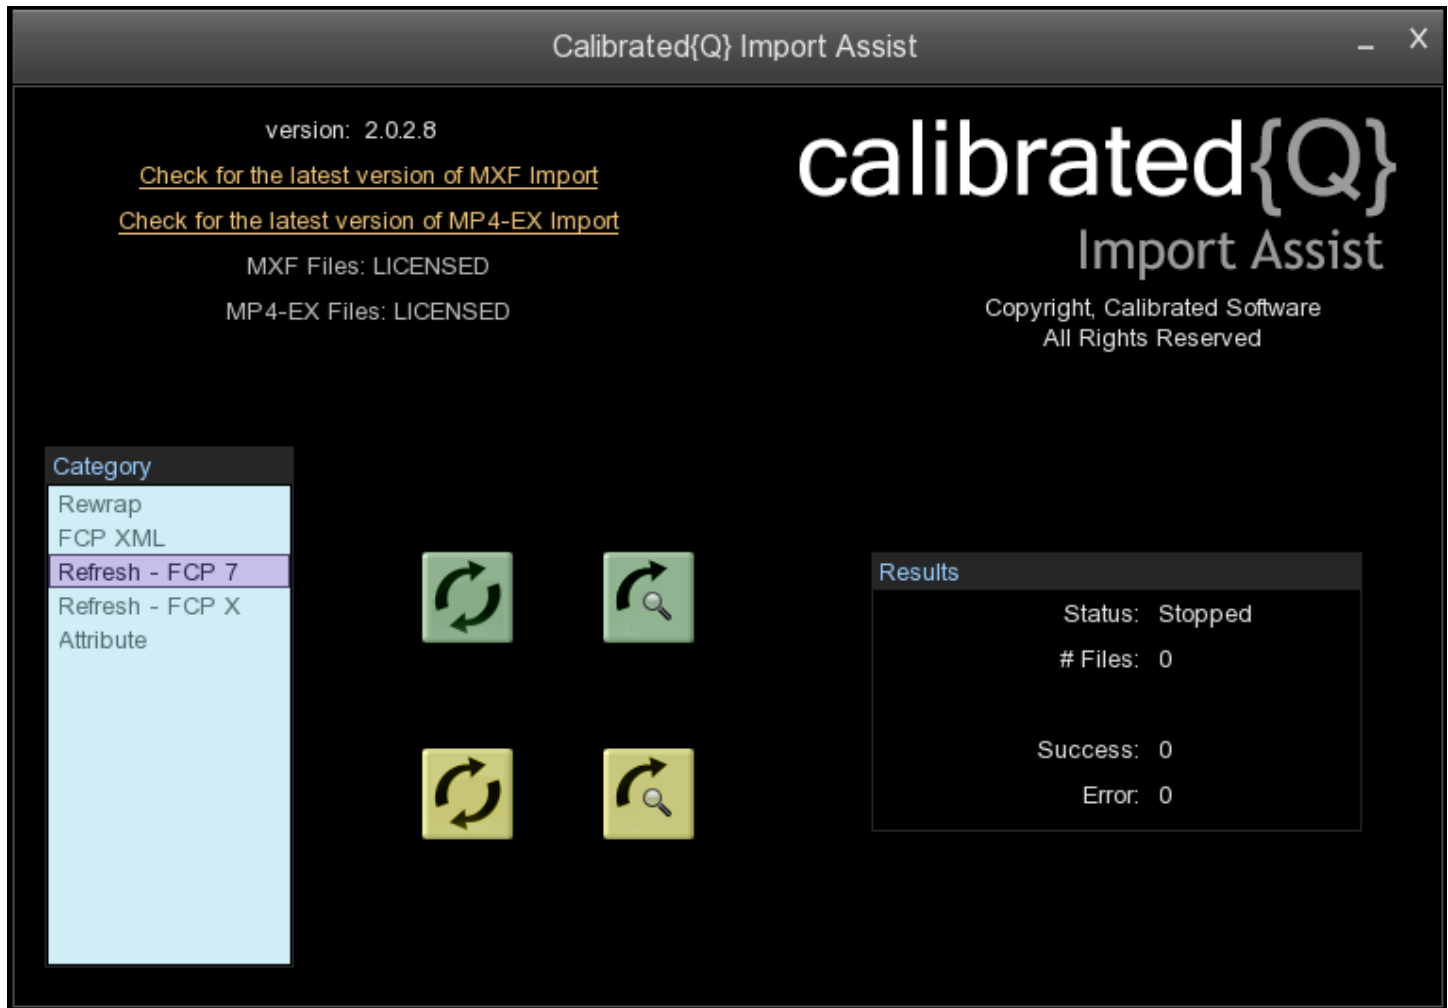 Calibrated{Q} Import Assist
_ X
version: 2.0.2.8
Check for the latest version of MXF Import
Check for the latest version of MP4-EX Import
MXF Files: LICENSED
MP4-EX Files: LICENSED
calibrated{Q}
Import Assist
Copyright, Calibrated Software
All Rights Reserved
Category
Rewrap
FCP XML
Refresh - FCP 7
Refresh - FCP X
Attribute
Results
Status: Stopped
# Files: 0
Success: 0
Error: 0